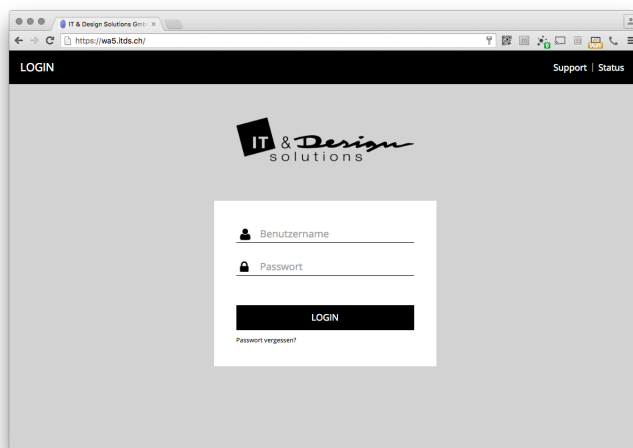 IT & Design Solutions Gmb
https://wa5.itds.ch/
LOGIN
Support | Status
IT & Design
solutions
Benutzername
Passwort
LOGIN
Passwort vergessen?